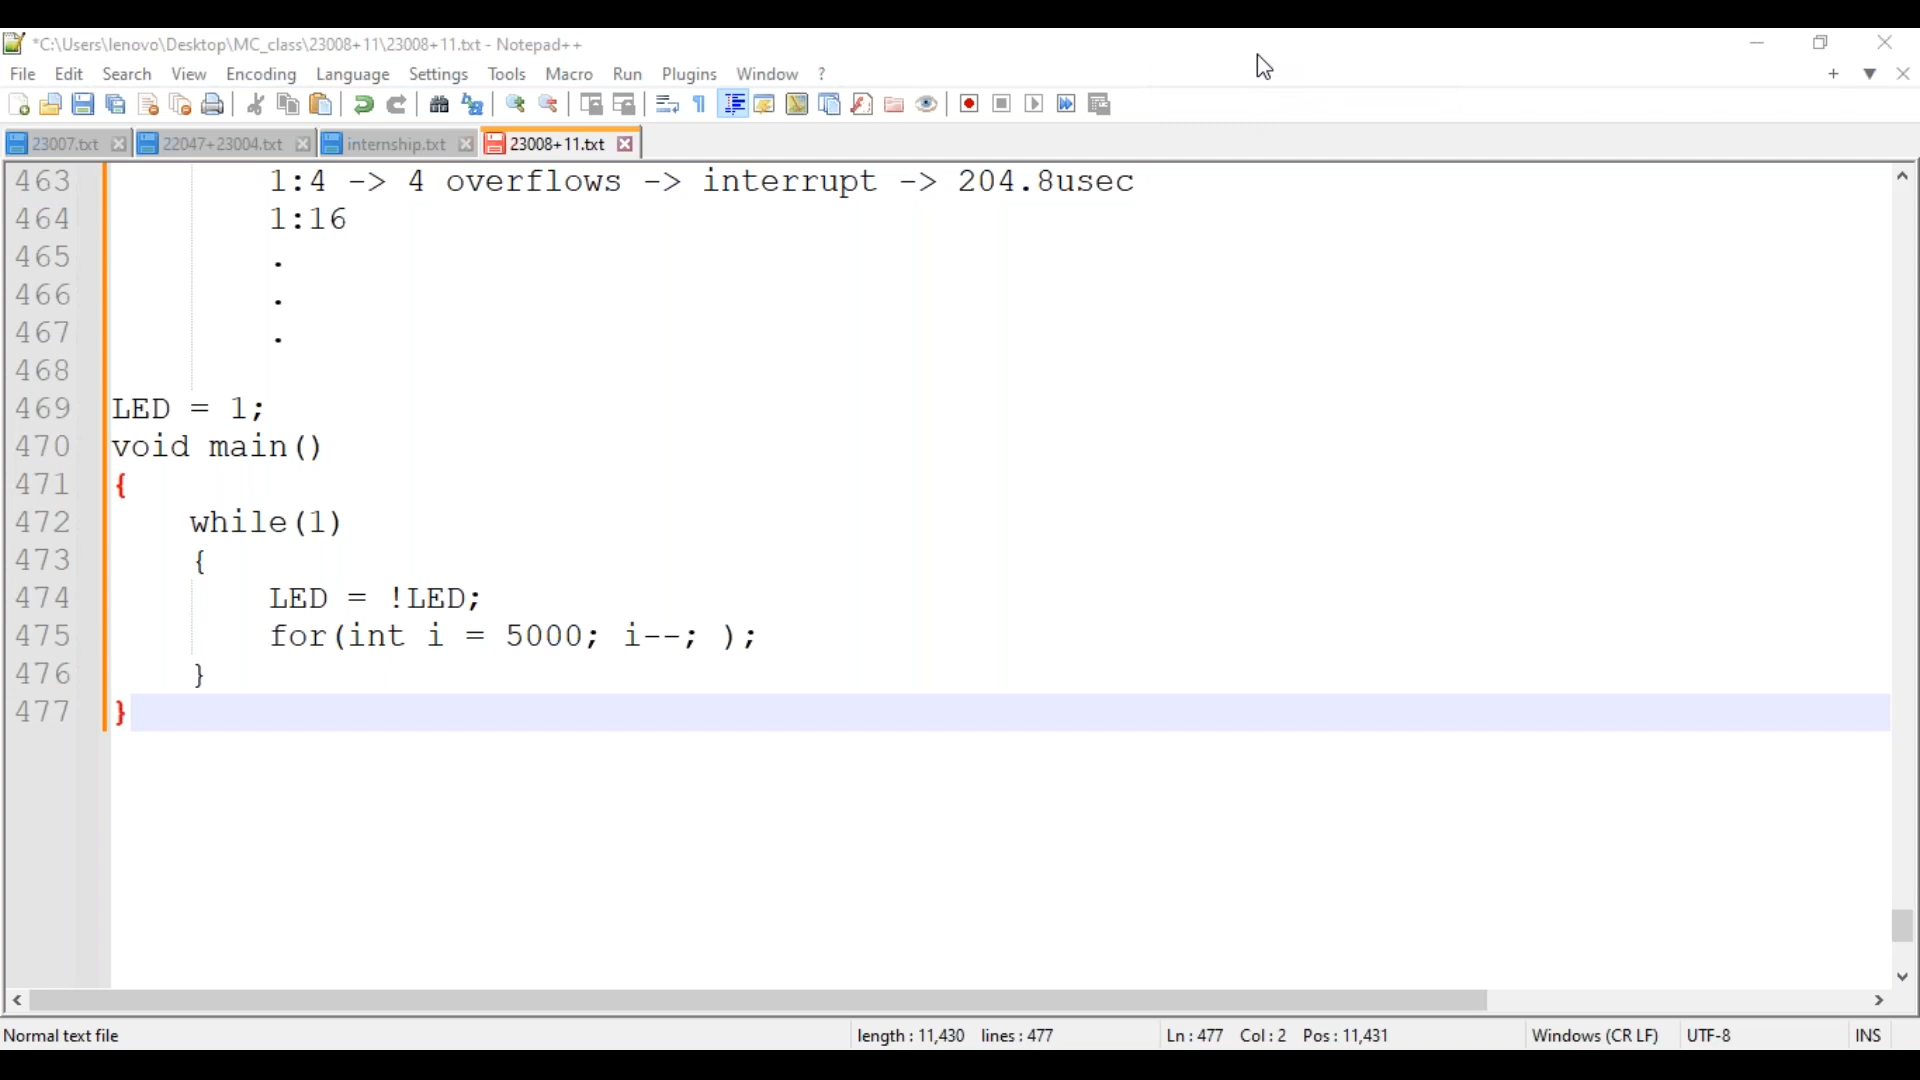 *C:\Users\lenovo\Desktop\MC_class\23008+11\23008+11.txt - Notepad++
File Edit Search View Encoding Language Settings Tools Macro Run Plugins Window ?
23007.txt 22047+23004.txt internship.txt 23008+11.txt
463 1:4 -> 4 overflows -> interrupt -> 204.8usec
464 1:16
465 .
466 .
467 .
468
469 LED = 1;
470 void main()
471 {
472 while(1)
473 {
474 LED = !LED;
475 for(int i = 5000; i--; );
476 }
477 }
Normal text file length : 11,430 lines : 477 Ln : 477 Col : 2 Pos : 11,431 Windows (CR LF) UTF-8 INS